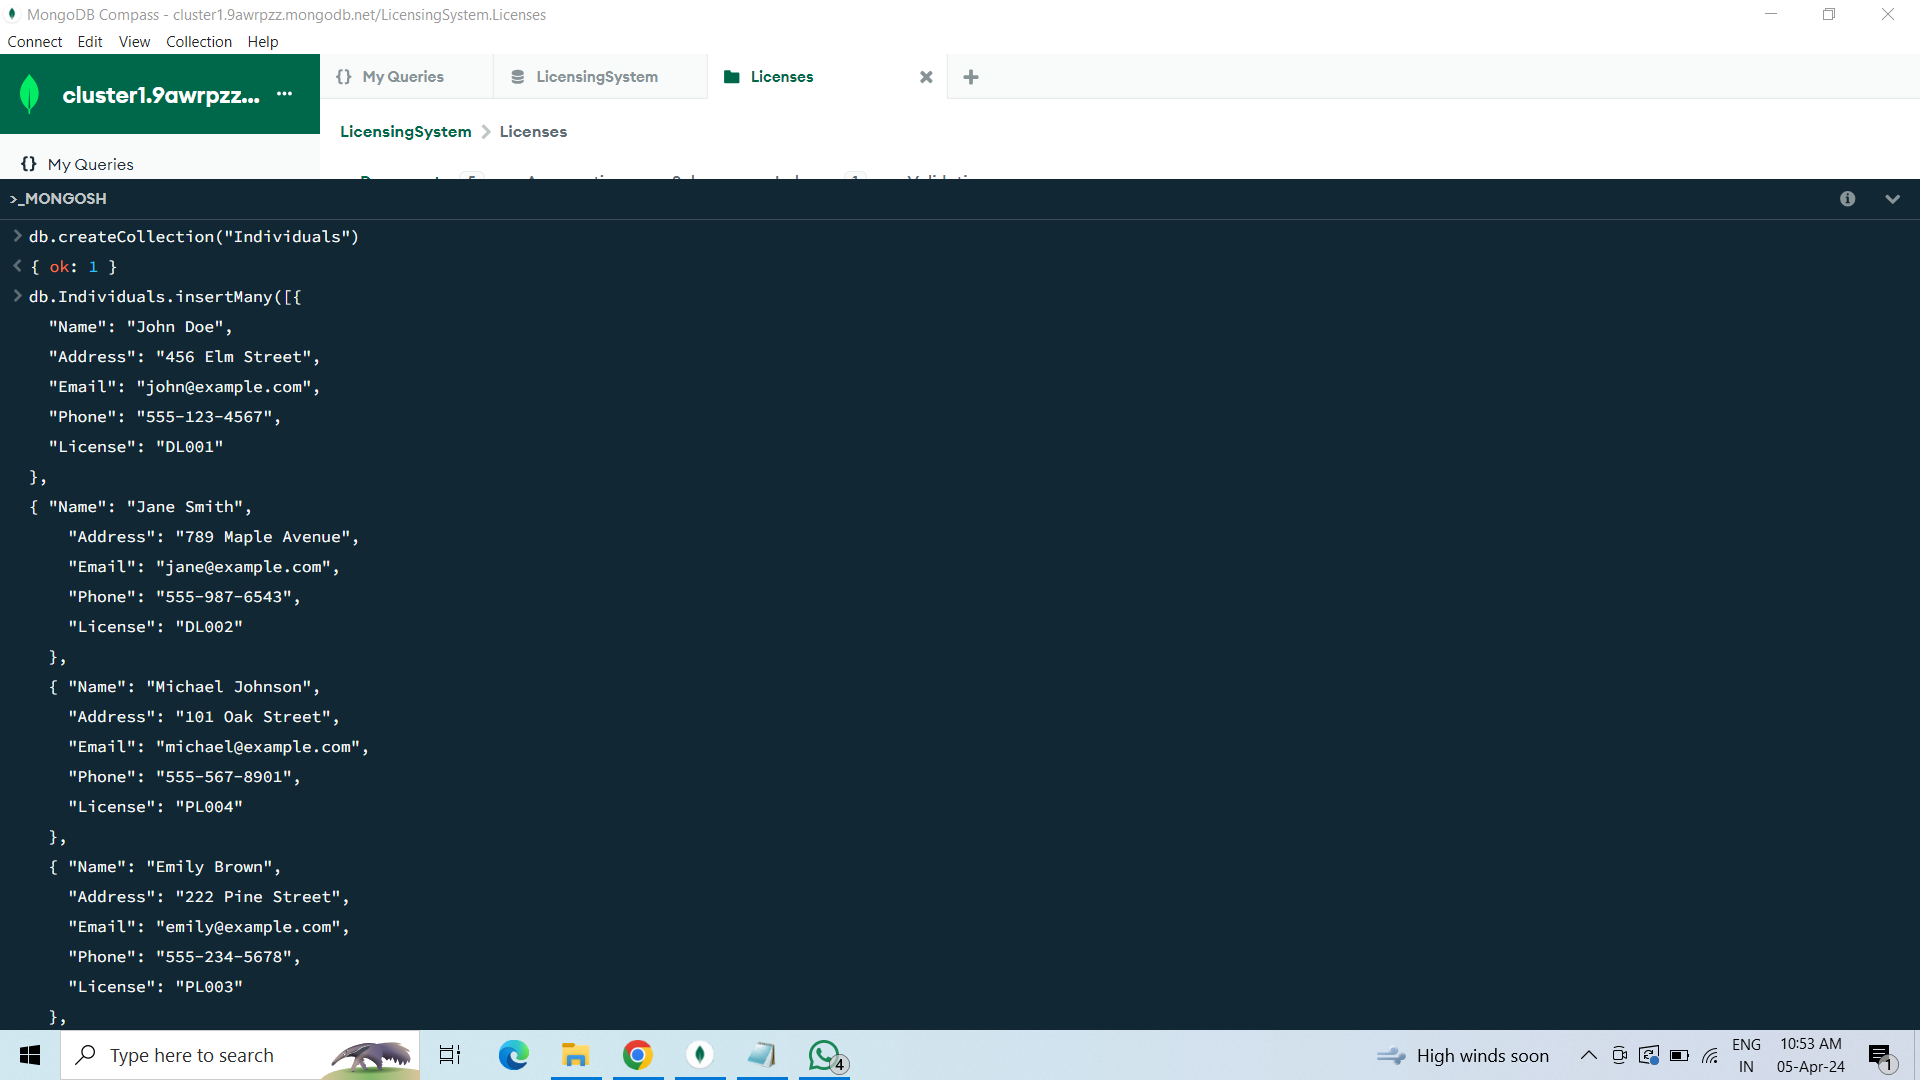 MongoDB Compass - cluster1.9awrpzz.mongodb.net/LicensingSystem.Licenses
Connect Edit View Collection Help
cluster1.9awrpzz... ...
{} My Queries LicensingSystem Licenses
LicensingSystem > Licenses
{} My Queries
>_MONGOSH
> db.createCollection("Individuals")
< { ok: 1 }
> db.Individuals.insertMany([{
"Name": "John Doe",
"Address": "456 Elm Street",
"Email": "john@example.com",
"Phone": "555-123-4567",
"License": "DL001"
},
{ "Name": "Jane Smith",
"Address": "789 Maple Avenue",
"Email": "jane@example.com",
"Phone": "555-987-6543",
"License": "DL002"
},
{ "Name": "Michael Johnson",
"Address": "101 Oak Street",
"Email": "michael@example.com",
"Phone": "555-567-8901",
"License": "PL004"
},
{ "Name": "Emily Brown",
"Address": "222 Pine Street",
"Email": "emily@example.com",
"Phone": "555-234-5678",
"License": "PL003"
},
Type here to search
4
High winds soon
ENG
IN
10:53 AM
05-Apr-24
1